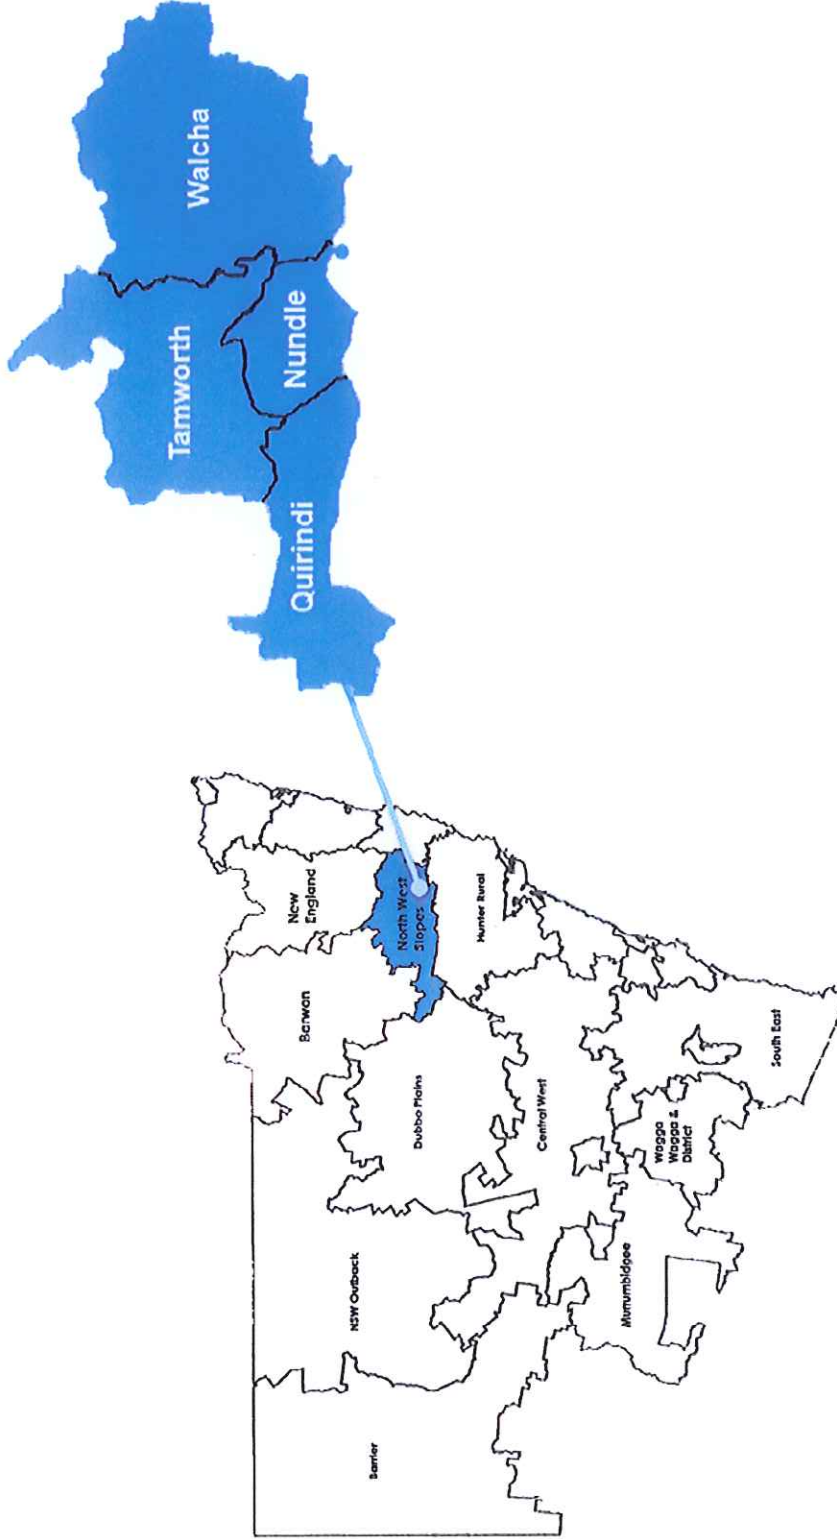 Walcha
Tamworth
Nundle
Quirindi
New
England
North West
Slopes
Barwan
Hunter Rural
Dubbo Plains
Central West
NSW Outback
Barrier
South East
Wagga
Wagga &
District
Murrumbidgee